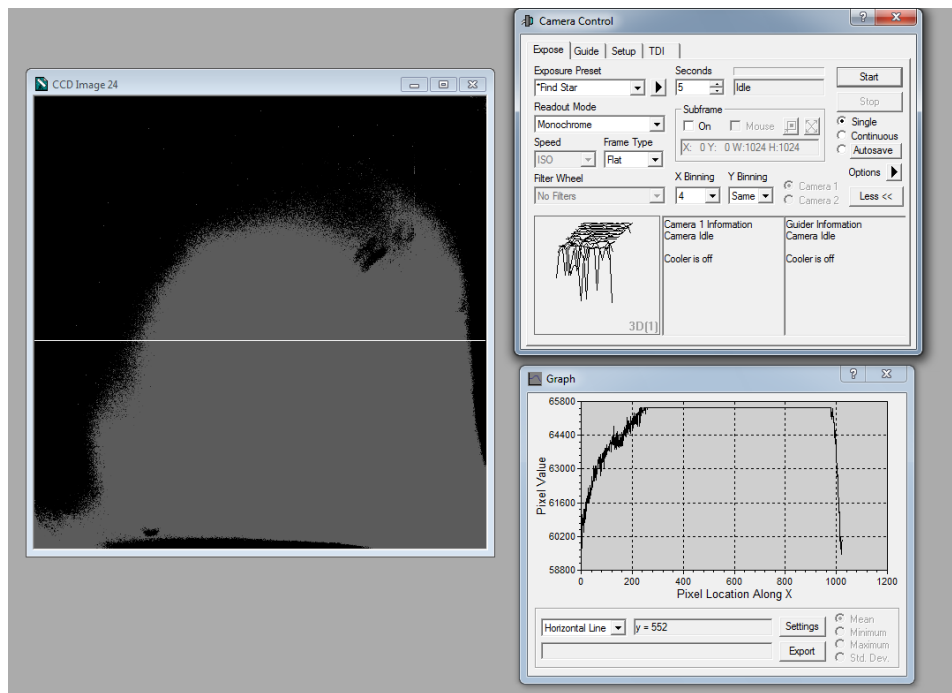 CCD Image 24
Camera Control
Expose Guide Setup TDI
Exposure Preset Seconds
*Find Star 5 Idle Start
Readout Mode Subframe Stop
Monochrome On Mouse Single
Speed Frame Type X: 0 Y: 0 W:1024 H:1024 Continuous
ISO Flat Autosave
Filter Wheel X Binning Y Binning Camera 1 Options
No Filters 4 Same Camera 2 Less <<
Camera 1 Information Guider Information
Camera Idle Camera Idle
Cooler is off Cooler is off
3D(1)
Graph
65800
64400
63000
61600
60200
58800
Pixel Value
0 200 400 600 800 1000 1200
Pixel Location Along X
Horizontal Line y = 552 Settings Mean
Minimum
Export Maximum
Std. Dev.